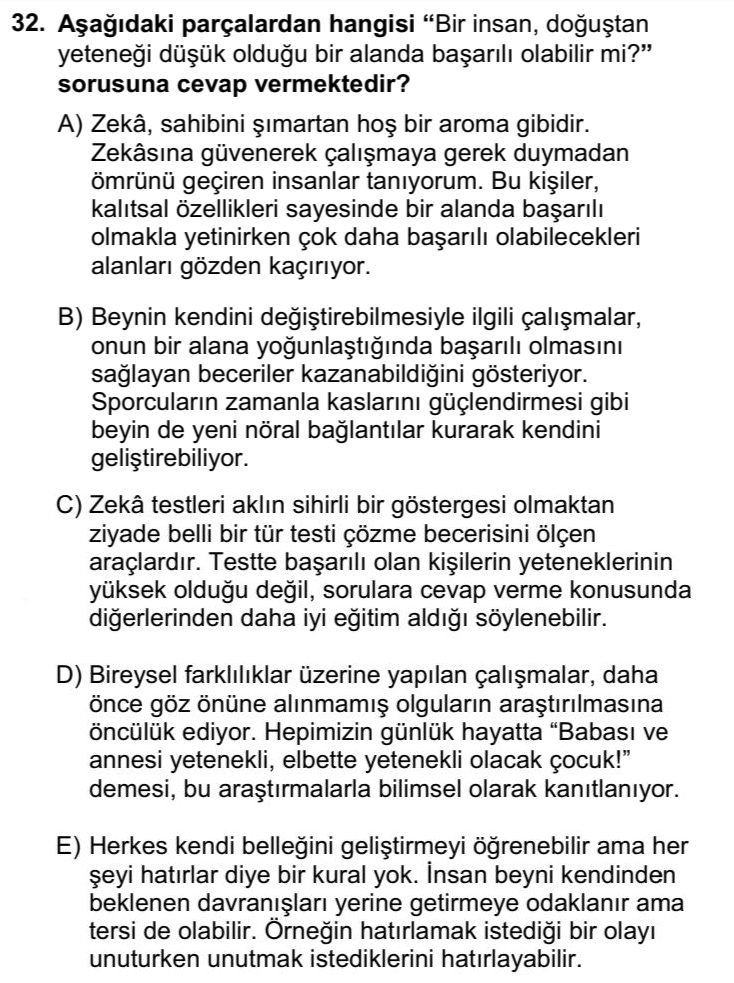 32. Aşağıdaki parçalardan hangisi “Bir insan, doğuştan
yeteneği düşük olduğu bir alanda başarılı olabilir mi?”
sorusuna cevap vermektedir?
A) Zekâ, sahibini şımartan hoş bir aroma gibidir.
Zekâsına güvenerek çalışmaya gerek duymadan
ömrünü geçiren insanlar tanıyorum. Bu kişiler,
kalıtsal özellikleri sayesinde bir alanda başarılı
olmakla yetinirken çok daha başarılı olabilecekleri
alanları gözden kaçırıyor.
B) Beynin kendini değiştirebilmesiyle ilgili çalışmalar,
onun bir alana yoğunlaştığında başarılı olmasını
sağlayan beceriler kazanabildiğini gösteriyor.
Sporcuların zamanla kaslarını güçlendirmesi gibi
beyin de yeni nöral bağlantılar kurarak kendini
geliştirebiliyor.
C) Zekâ testleri aklın sihirli bir göstergesi olmaktan
ziyade belli bir tür testi çözme becerisini ölçen
araçlardır. Testte başarılı olan kişilerin yeteneklerinin
yüksek olduğu değil, sorulara cevap verme konusunda
diğerlerinden daha iyi eğitim aldığı söylenebilir.
D) Bireysel farklılıklar üzerine yapılan çalışmalar, daha
önce göz önüne alınmamış olguların araştırılmasına
öncülük ediyor. Hepimizin günlük hayatta “Babası ve
annesi yetenekli, elbette yetenekli olacak çocuk!”
demesi, bu araştırmalarla bilimsel olarak kanıtlanıyor.
E) Herkes kendi belleğini geliştirmeyi öğrenebilir ama her
şeyi hatırlar diye bir kural yok. İnsan beyni kendinden
beklenen davranışları yerine getirmeye odaklanır ama
tersi de olabilir. Örneğin hatırlamak istediği bir olayı
unuturken unutmak istediklerini hatırlayabilir.